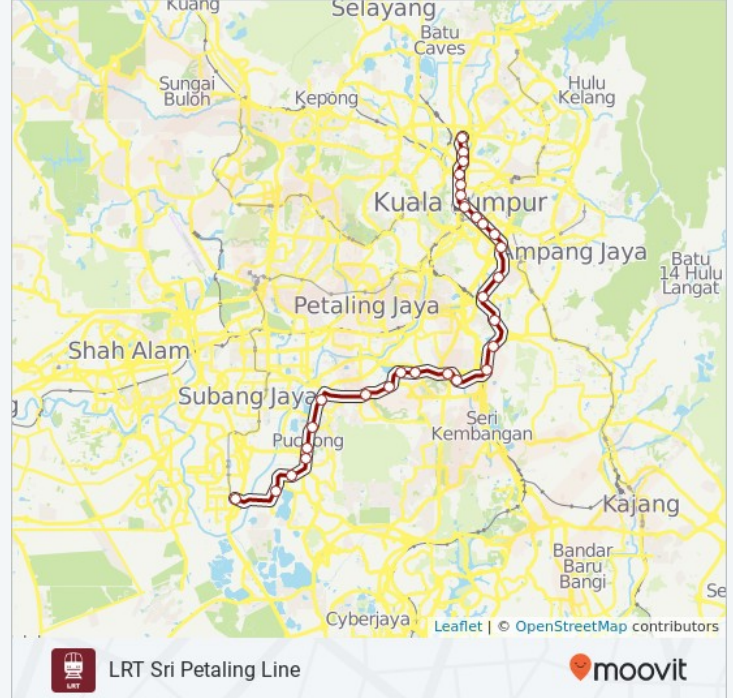 Kuang
Selayang
Batu
Caves
Sungai
Buloh
Kepong
Hulu
Kelang
Kuala Lumpur
Ampang Jaya
Batu
14 Hulu
Langat
Petaling Jaya
Shah Alam
Subang Jaya
Seri
Kembangan
Puchong
Kajang
Bandar
Baru
Bangi
Se
Cyberjaya
Leaflet | © OpenStreetMap contributors
LRT
LRT Sri Petaling Line
moovit